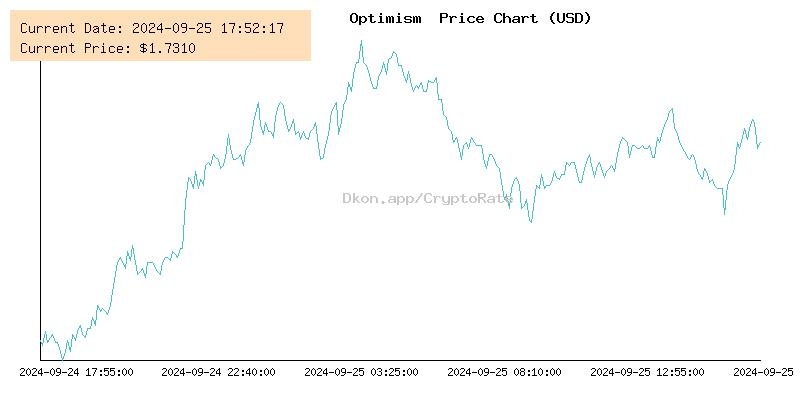 Optimism  Price Chart (USD)
Current Date: 2024-09-25 17:52:17
Current Price: $1.7310
Dkon.app/CryptoRate
2024-09-24 17:55:00 2024-09-24 22:40:00 2024-09-25 03:25:00 2024-09-25 08:10:00 2024-09-25 12:55:00 2024-09-25